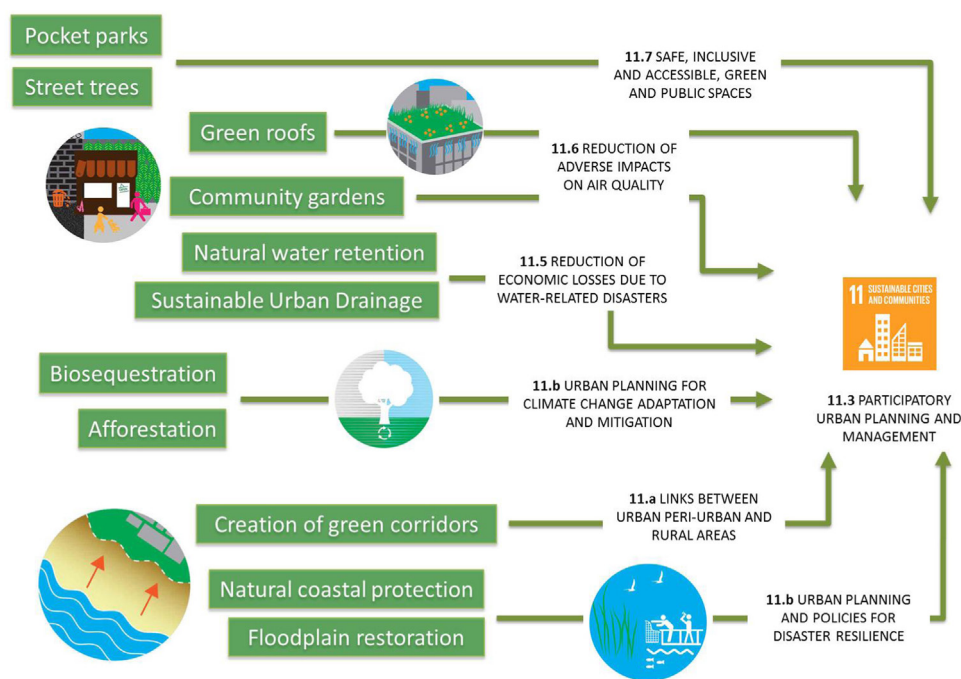 Pocket parks
Street trees
11.7 SAFE, INCLUSIVE
AND ACCESSIBLE, GREEN
AND PUBLIC SPACES
Green roofs
11.6 REDUCTION OF
ADVERSE IMPACTS
ON AIR QUALITY
Community gardens
Natural water retention
Sustainable Urban Drainage
11.5 REDUCTION OF
ECONOMIC LOSSES DUE TO
WATER-RELATED DISASTERS
11 SUSTAINABLE CITIES
AND COMMUNITIES
Biosequestration
Afforestation
11.b URBAN PLANNING FOR
CLIMATE CHANGE ADAPTATION
AND MITIGATION
11.3 PARTICIPATORY
URBAN PLANNING AND
MANAGEMENT
Creation of green corridors
11.a LINKS BETWEEN
URBAN PERI-URBAN AND
RURAL AREAS
Natural coastal protection
Floodplain restoration
11.b URBAN PLANNING
AND POLICIES FOR
DISASTER RESILIENCE